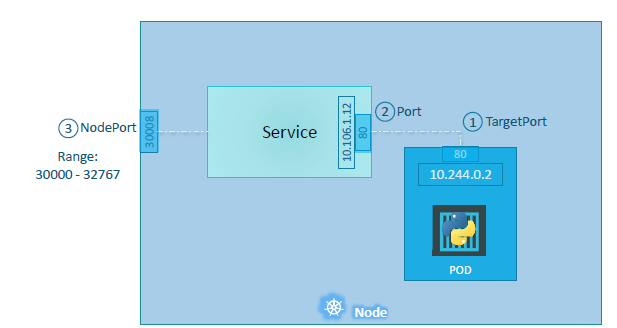 3 NodePort
Range:
30000 - 32767
30008
Service
10.106.1.12
80
2 Port
1 TargetPort
80
10.244.0.2
POD
Node